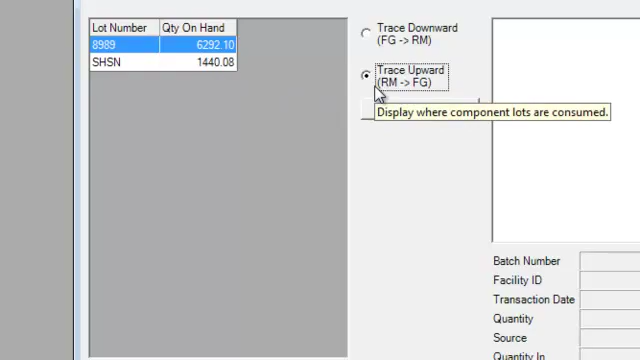 Lot Number Qty On Hand
8989 6292.10
SHSN 1440.08
Trace Downward
(FG -> RM)
Trace Upward
(RM -> FG)
Display where component lots are consumed.
Batch Number
Facility ID
Transaction Date
Quantity
Source
Quantity In